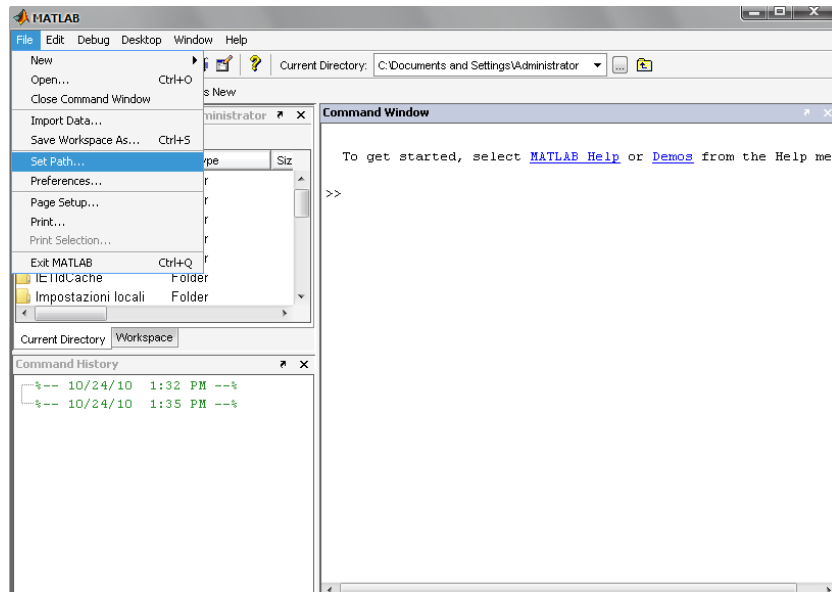 MATLAB
File Edit Debug Desktop Window Help
New
Open... Ctrl+O
Close Command Window
Import Data...
Save Workspace As... Ctrl+S
Set Path...
Preferences...
Page Setup...
Print...
Print Selection...
Exit MATLAB Ctrl+Q
Current Directory: C:\Documents and Settings\Administrator ...
s New
ministrator
pe Siz
r
r
r
r
r
IETldCache Folder
Impostazioni locali Folder
Current Directory Workspace
Command History
%-- 10/24/10 1:32 PM --%
%-- 10/24/10 1:35 PM --%
Command Window
To get started, select MATLAB Help or Demos from the Help me
>>